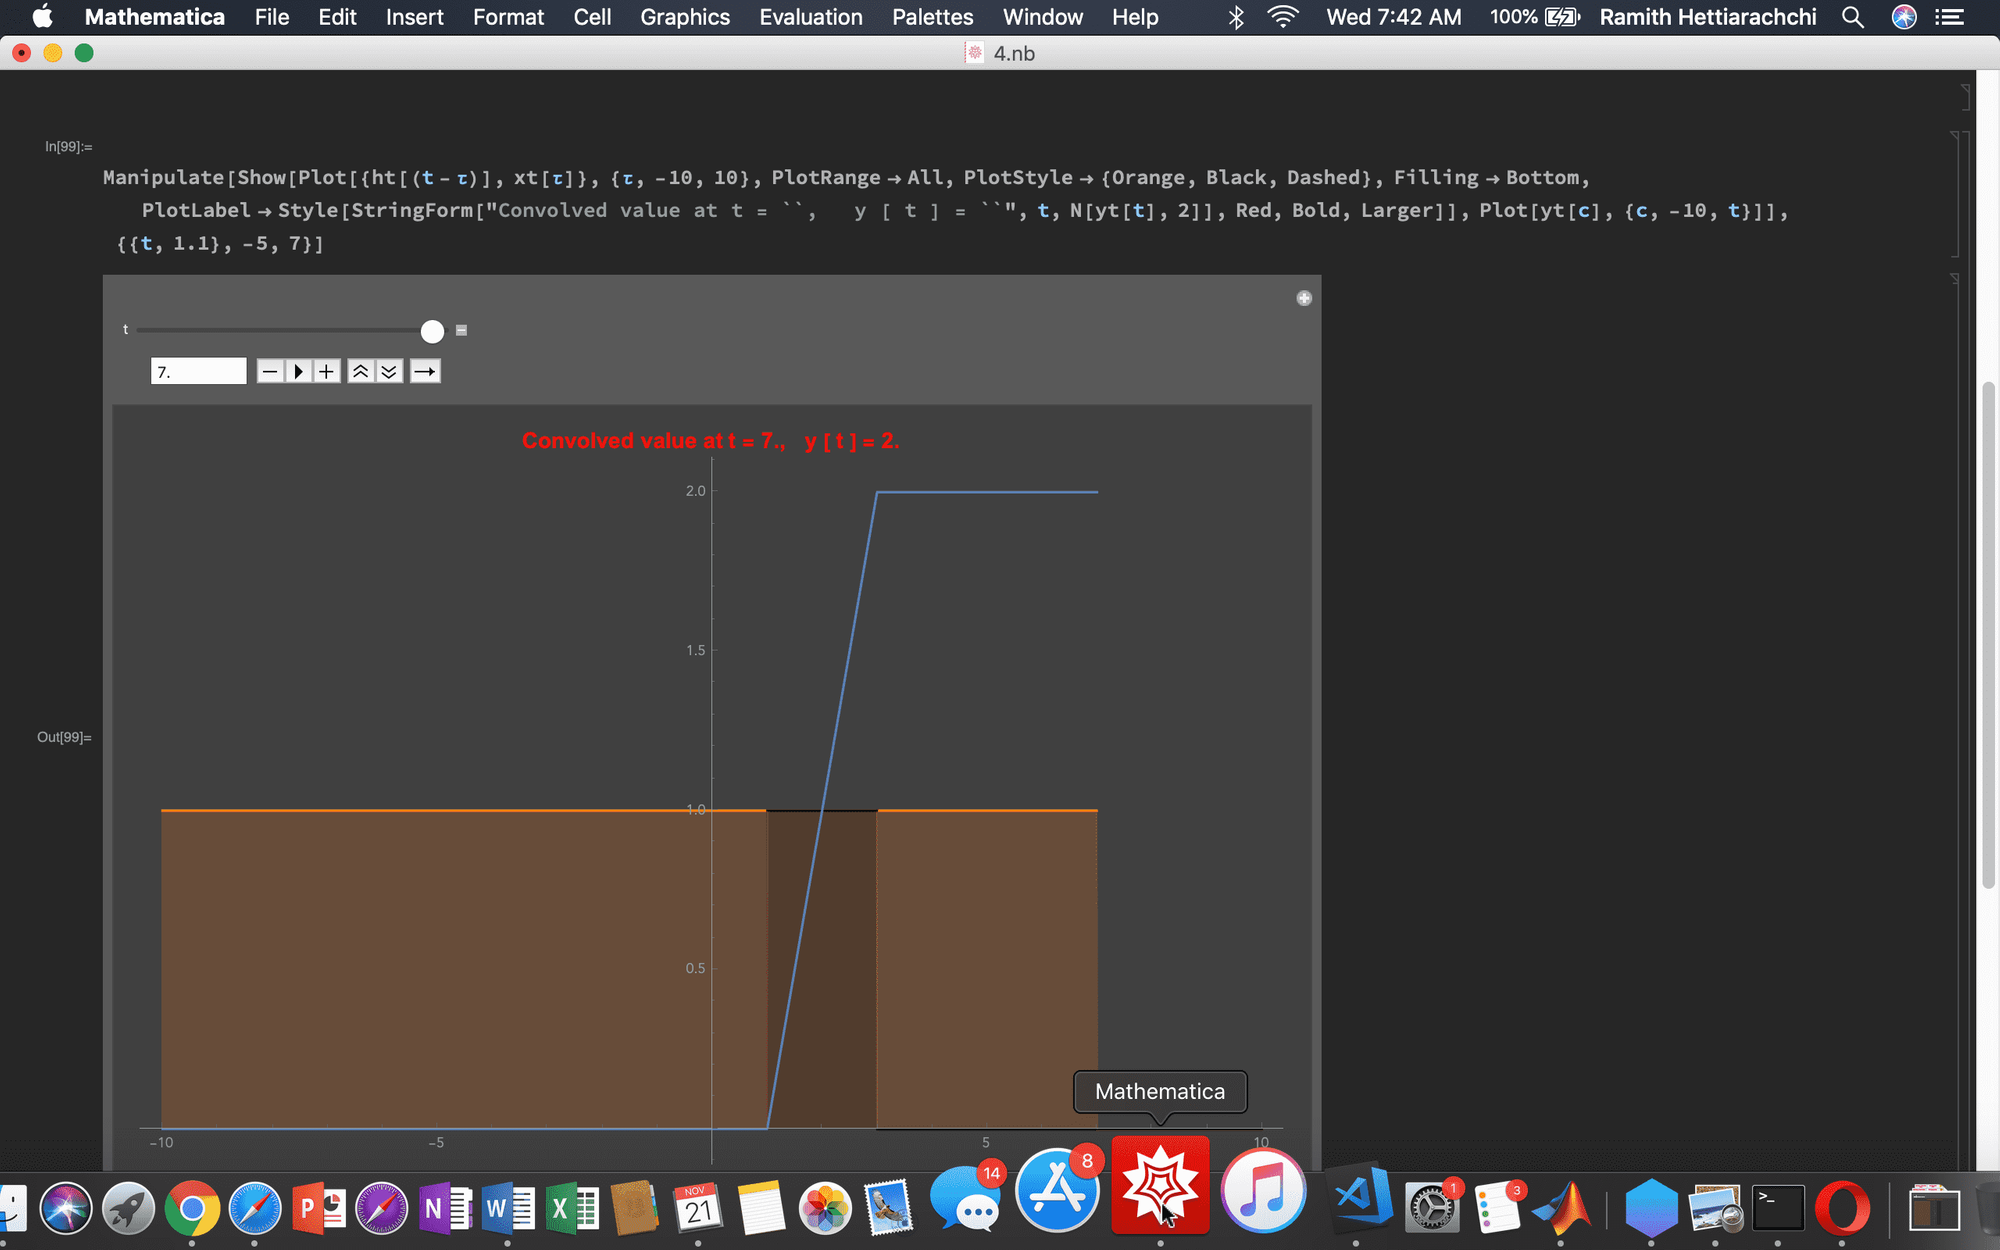 Mathematica File Edit Insert Format Cell Graphics Evaluation Palettes Window Help Wed 7:42 AM 100% Ramith Hettiarachchi
4.nb
In[99]:=
Manipulate[Show[Plot[{ht[(t - τ)], xt[τ]}, {τ, -10, 10}, PlotRange → All, PlotStyle → {Orange, Black, Dashed}, Filling → Bottom,
PlotLabel → Style[StringForm["Convolved value at t = ``, y [ t ] = ``", t, N[yt[t], 2]], Red, Bold, Larger]], Plot[yt[c], {c, -10, t}]],
{{t, 1.1}, -5, 7}]
t
7.
Convolved value at t = 7., y [ t ] = 2.
2.0
1.5
Out[99]=
1.0
0.5
Mathematica
-10 -5 5 10
14 8
1 3
NOV
21
P N W X
>_